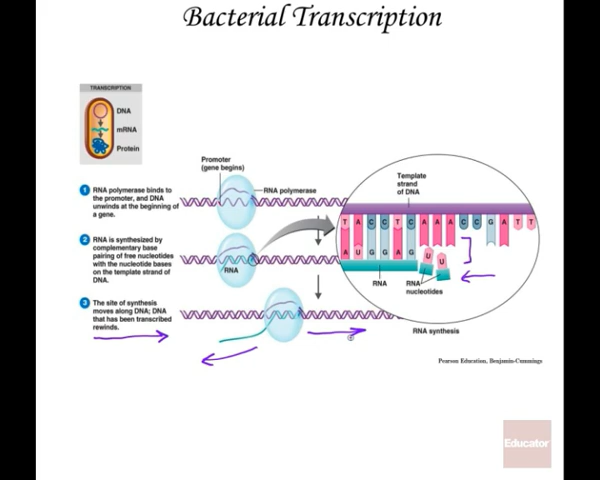 Bacterial Transcription
TRANSCRIPTION
DNA
mRNA
Protein
Promoter
(gene begins)
RNA polymerase
1 RNA polymerase binds to
the promoter, and DNA
unwinds at the beginning of
a gene.
2 RNA is synthesized by
complementary base
pairing of free nucleotides
with the nucleotide bases
on the template strand of
DNA.
RNA
3 The site of synthesis
moves along DNA; DNA
that has been transcribed
rewinds.
Template
strand
of DNA
T A C C T C A A A C C G A T T
A U G G A G U U
RNA
RNA
nucleotides
RNA synthesis
Pearson Education, Benjamin-Cummings
Educator